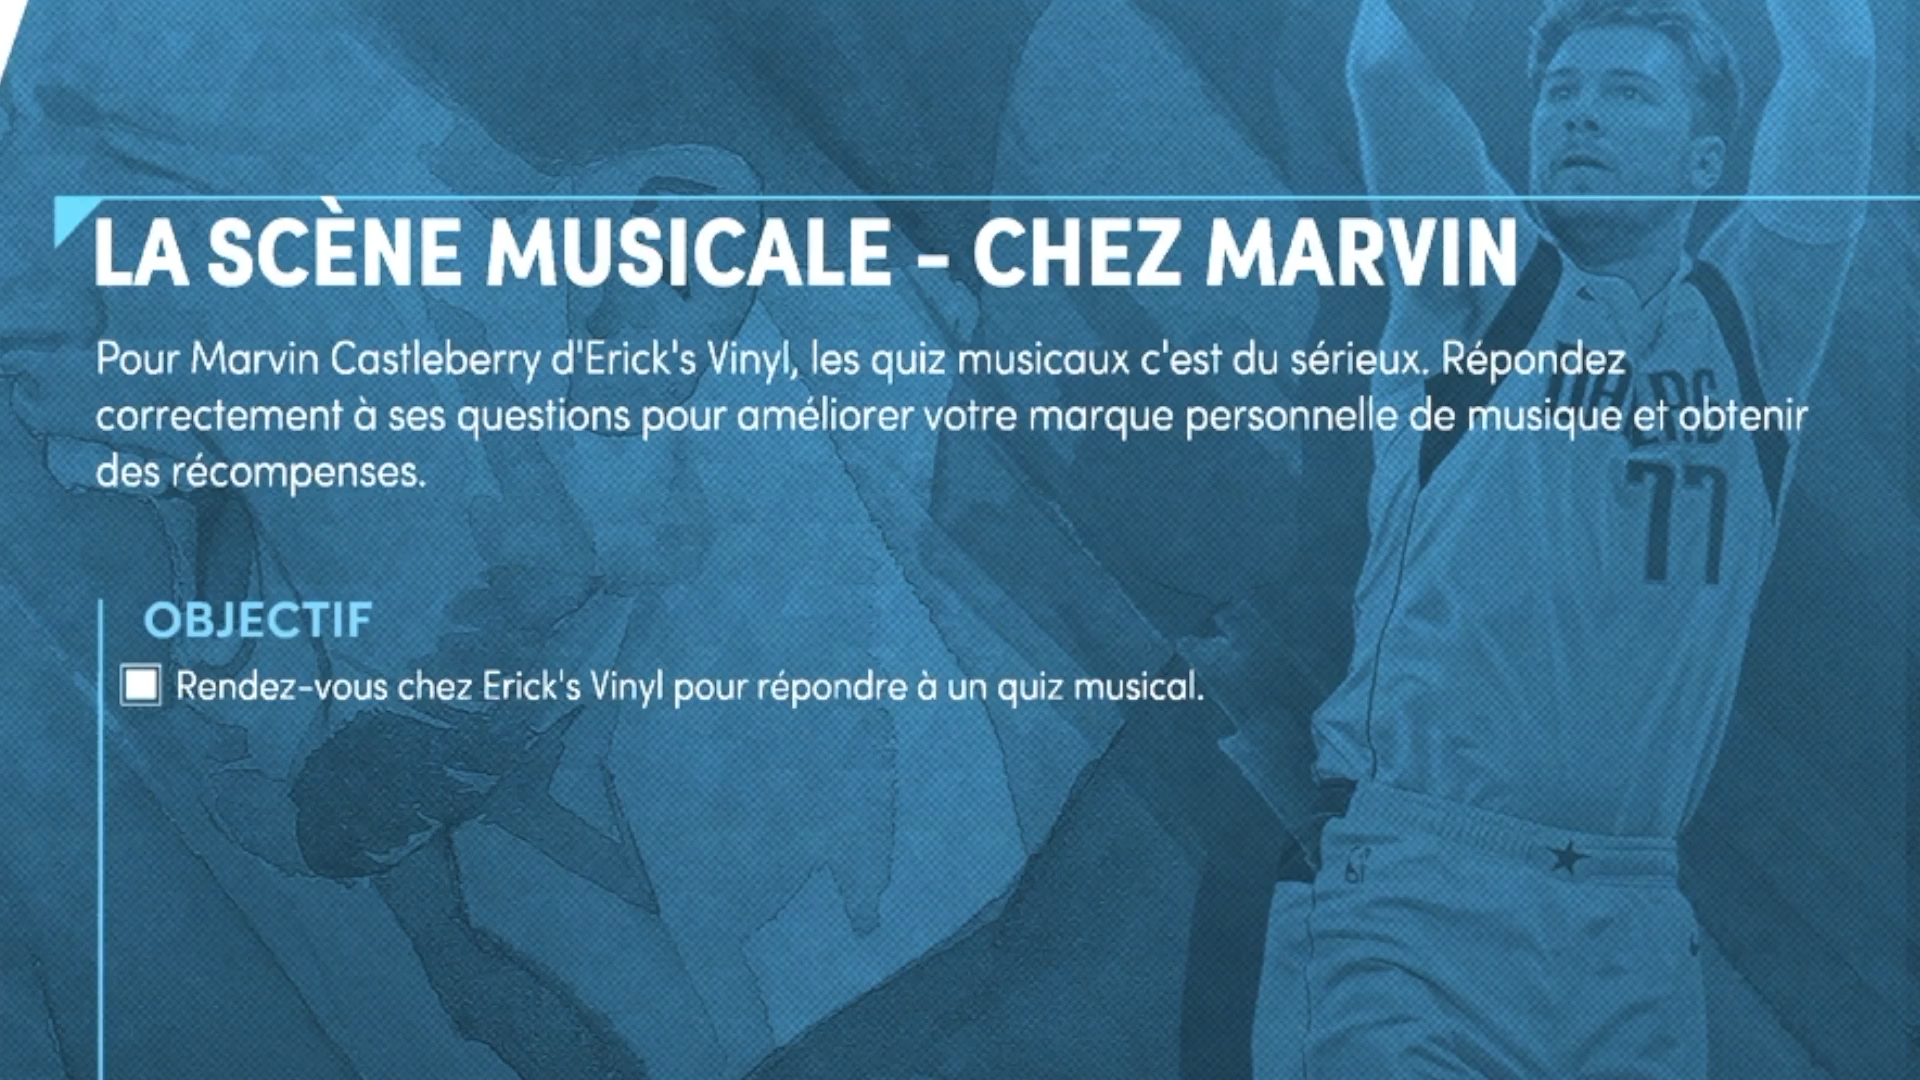 LA SCÈNE MUSICALE - CHEZ MARVIN
Pour Marvin Castleberry d'Erick's Vinyl, les quiz musicaux c'est du sérieux. Répondez
correctement à ses questions pour améliorer votre marque personnelle de musique et obtenir
des récompenses.
OBJECTIF
Rendez-vous chez Erick's Vinyl pour répondre à un quiz musical.
77